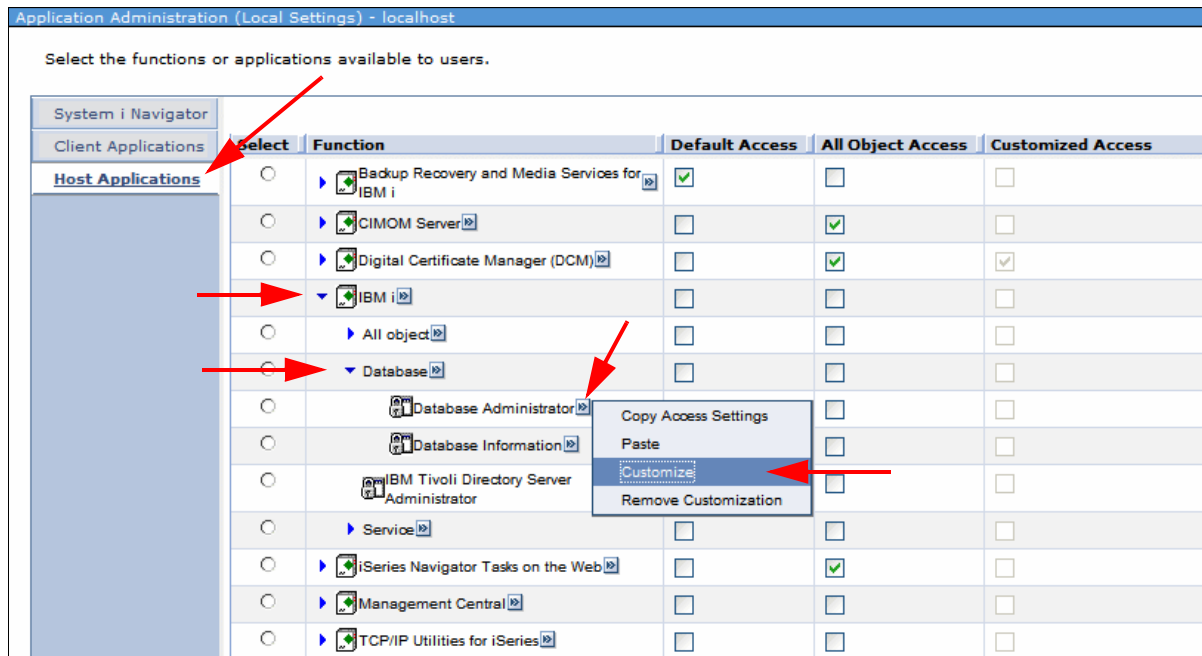 Application Administration (Local Settings) - localhost
Select the functions or applications available to users.
System i Navigator
Client Applications
Host Applications
Select Function Default Access All Object Access Customized Access
Backup Recovery and Media Services for
IBM i
CIMOM Server
Digital Certificate Manager (DCM)
IBM i
All object
Database
Database Administrator
Database Information
IBM Tivoli Directory Server
Administrator
Service
iSeries Navigator Tasks on the Web
Management Central
TCP/IP Utilities for iSeries
Copy Access Settings
Paste
Customize
Remove Customization